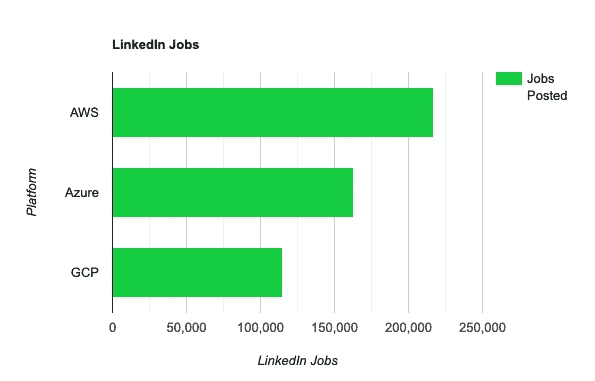 LinkedIn Jobs
Jobs
Posted
AWS
Azure
GCP
Platform
0 50,000 100,000 150,000 200,000 250,000
LinkedIn Jobs